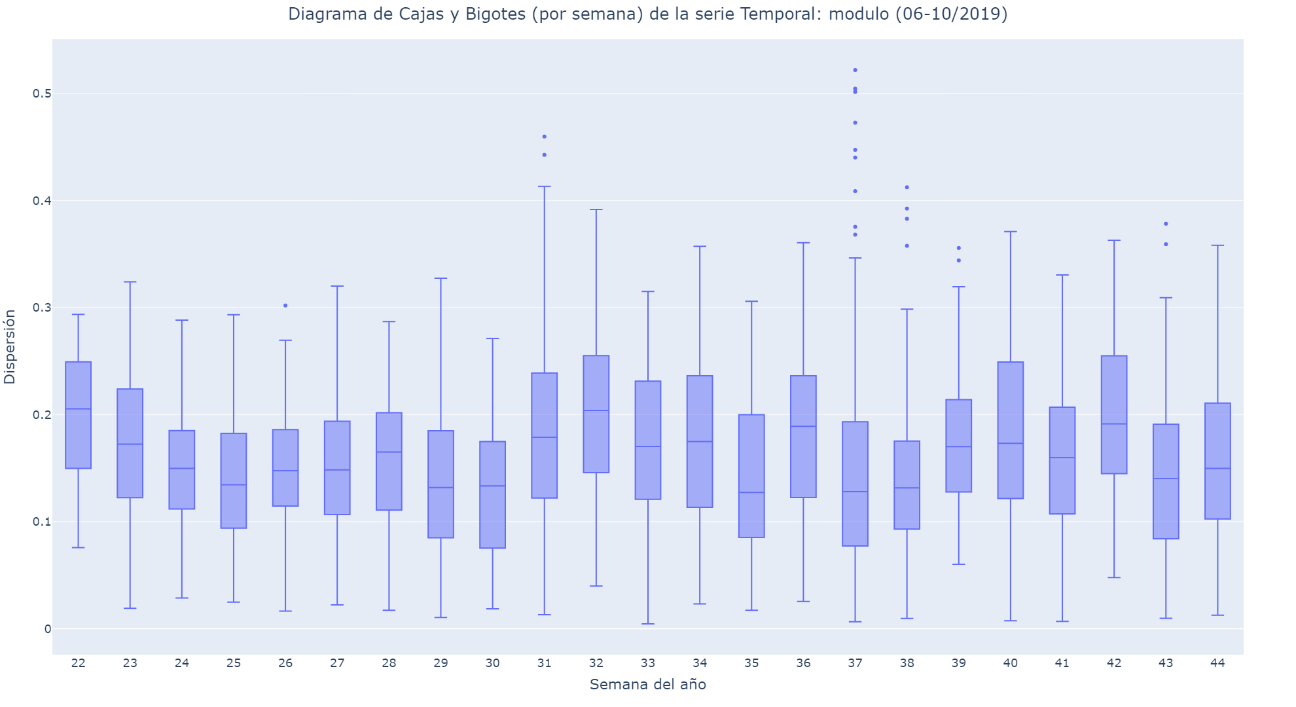 Diagrama de Cajas y Bigotes (por semana) de la serie Temporal: modulo (06-10/2019)
Dispersión
0.5
0.4
0.3
0.2
0.1
0
22 23 24 25 26 27 28 29 30 31 32 33 34 35 36 37 38 39 40 41 42 43 44
Semana del año